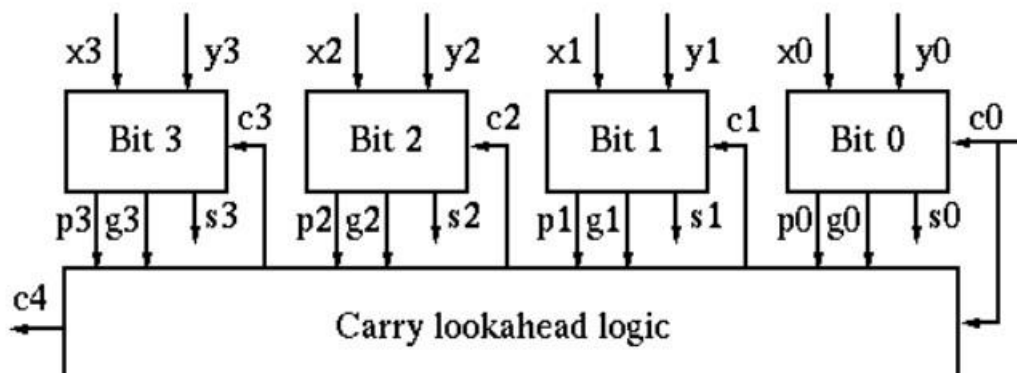 x3 y3 x2 y2 x1 y1 x0 y0
Bit 3 c3 Bit 2 c2 Bit 1 c1 Bit 0 c0
p3 g3 s3 p2 g2 s2 p1 g1 s1 p0 g0 s0
c4
Carry lookahead logic